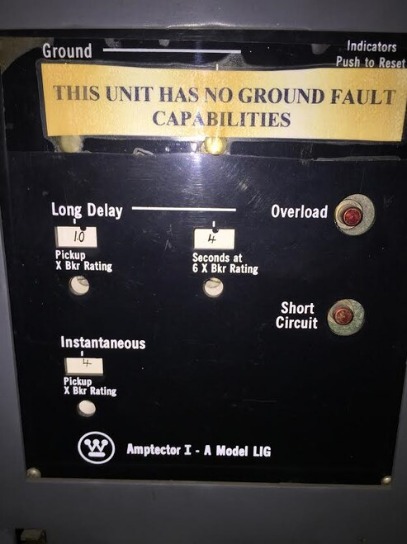 Ground
Indicators
Push to Reset
THIS UNIT HAS NO GROUND FAULT
CAPABILITIES
Long Delay
Overload
10
4
Pickup
X Bkr Rating
Seconds at
6 X Bkr Rating
Short
Circuit
Instantaneous
4
Pickup
X Bkr Rating
W
Amptector I - A Model LIG